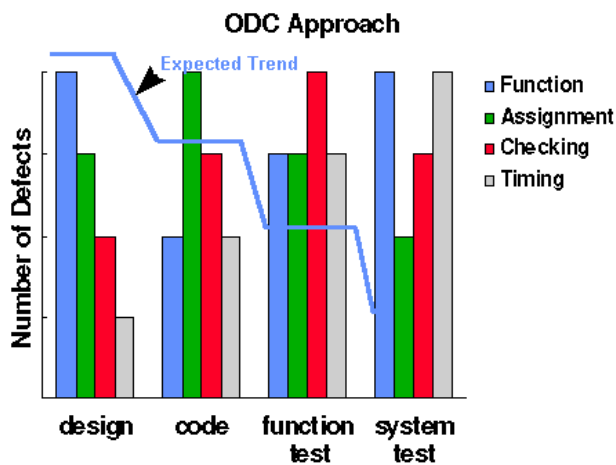 ODC Approach
Expected Trend
Function
Assignment
Checking
Timing
Number of Defects
design
code
function
test
system
test